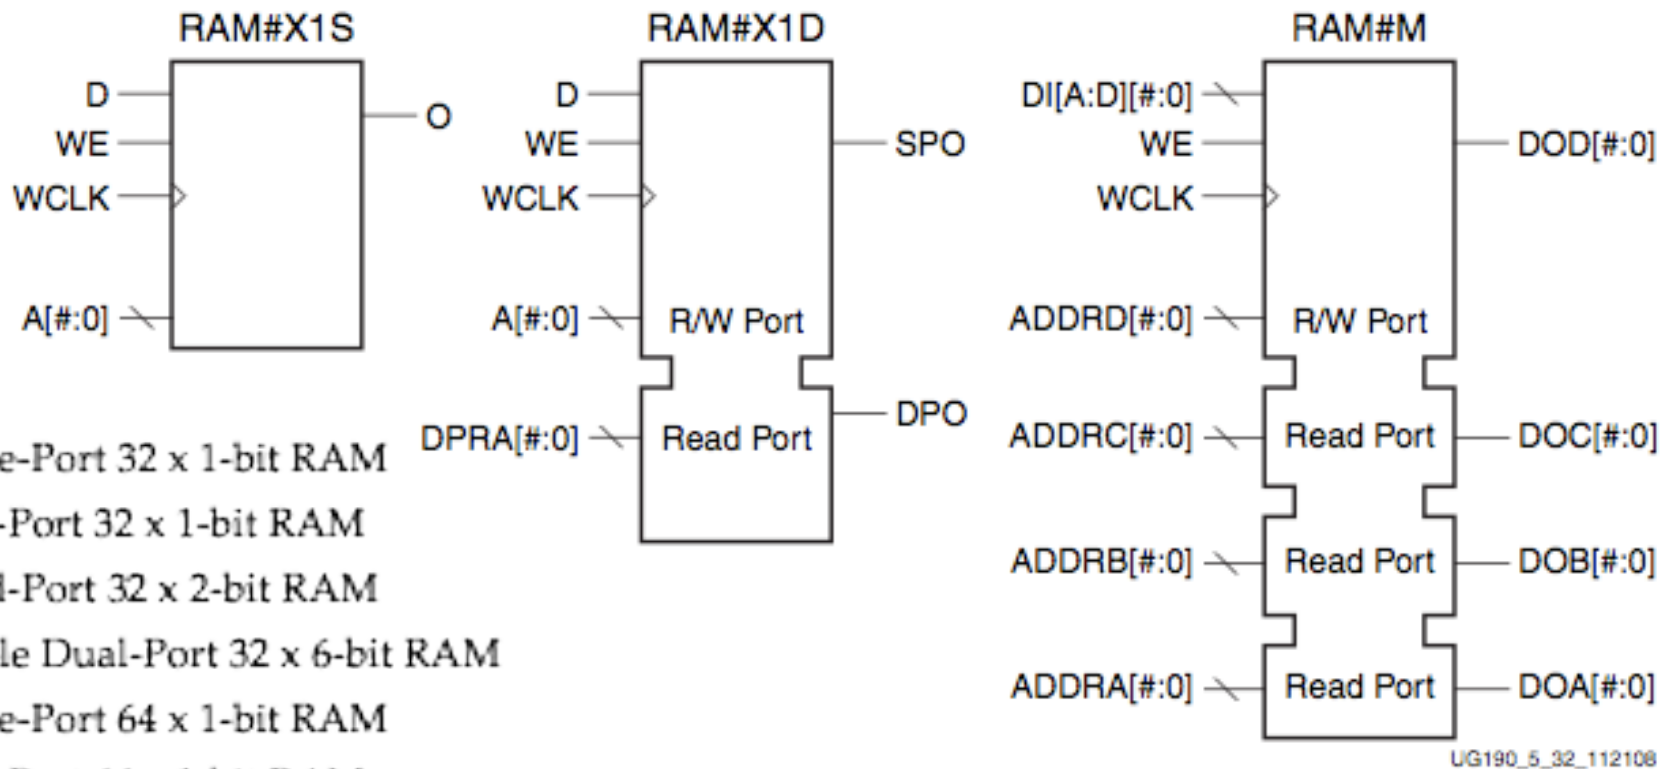 RAM#X1S
D
WE
WCLK
A[#:0]
O
RAM#X1D
D
WE
WCLK
A[#:0]
R/W Port
SPO
DPRA[#:0]
Read Port
DPO
RAM#M
DI[A:D][#:0]
WE
WCLK
DOD[#:0]
ADDRD[#:0]
R/W Port
ADDRC[#:0]
Read Port
DOC[#:0]
ADDRB[#:0]
Read Port
DOB[#:0]
ADDRA[#:0]
Read Port
DOA[#:0]
e-Port 32 x 1-bit RAM
-Port 32 x 1-bit RAM
l-Port 32 x 2-bit RAM
le Dual-Port 32 x 6-bit RAM
e-Port 64 x 1-bit RAM
UG190_5_32_112108